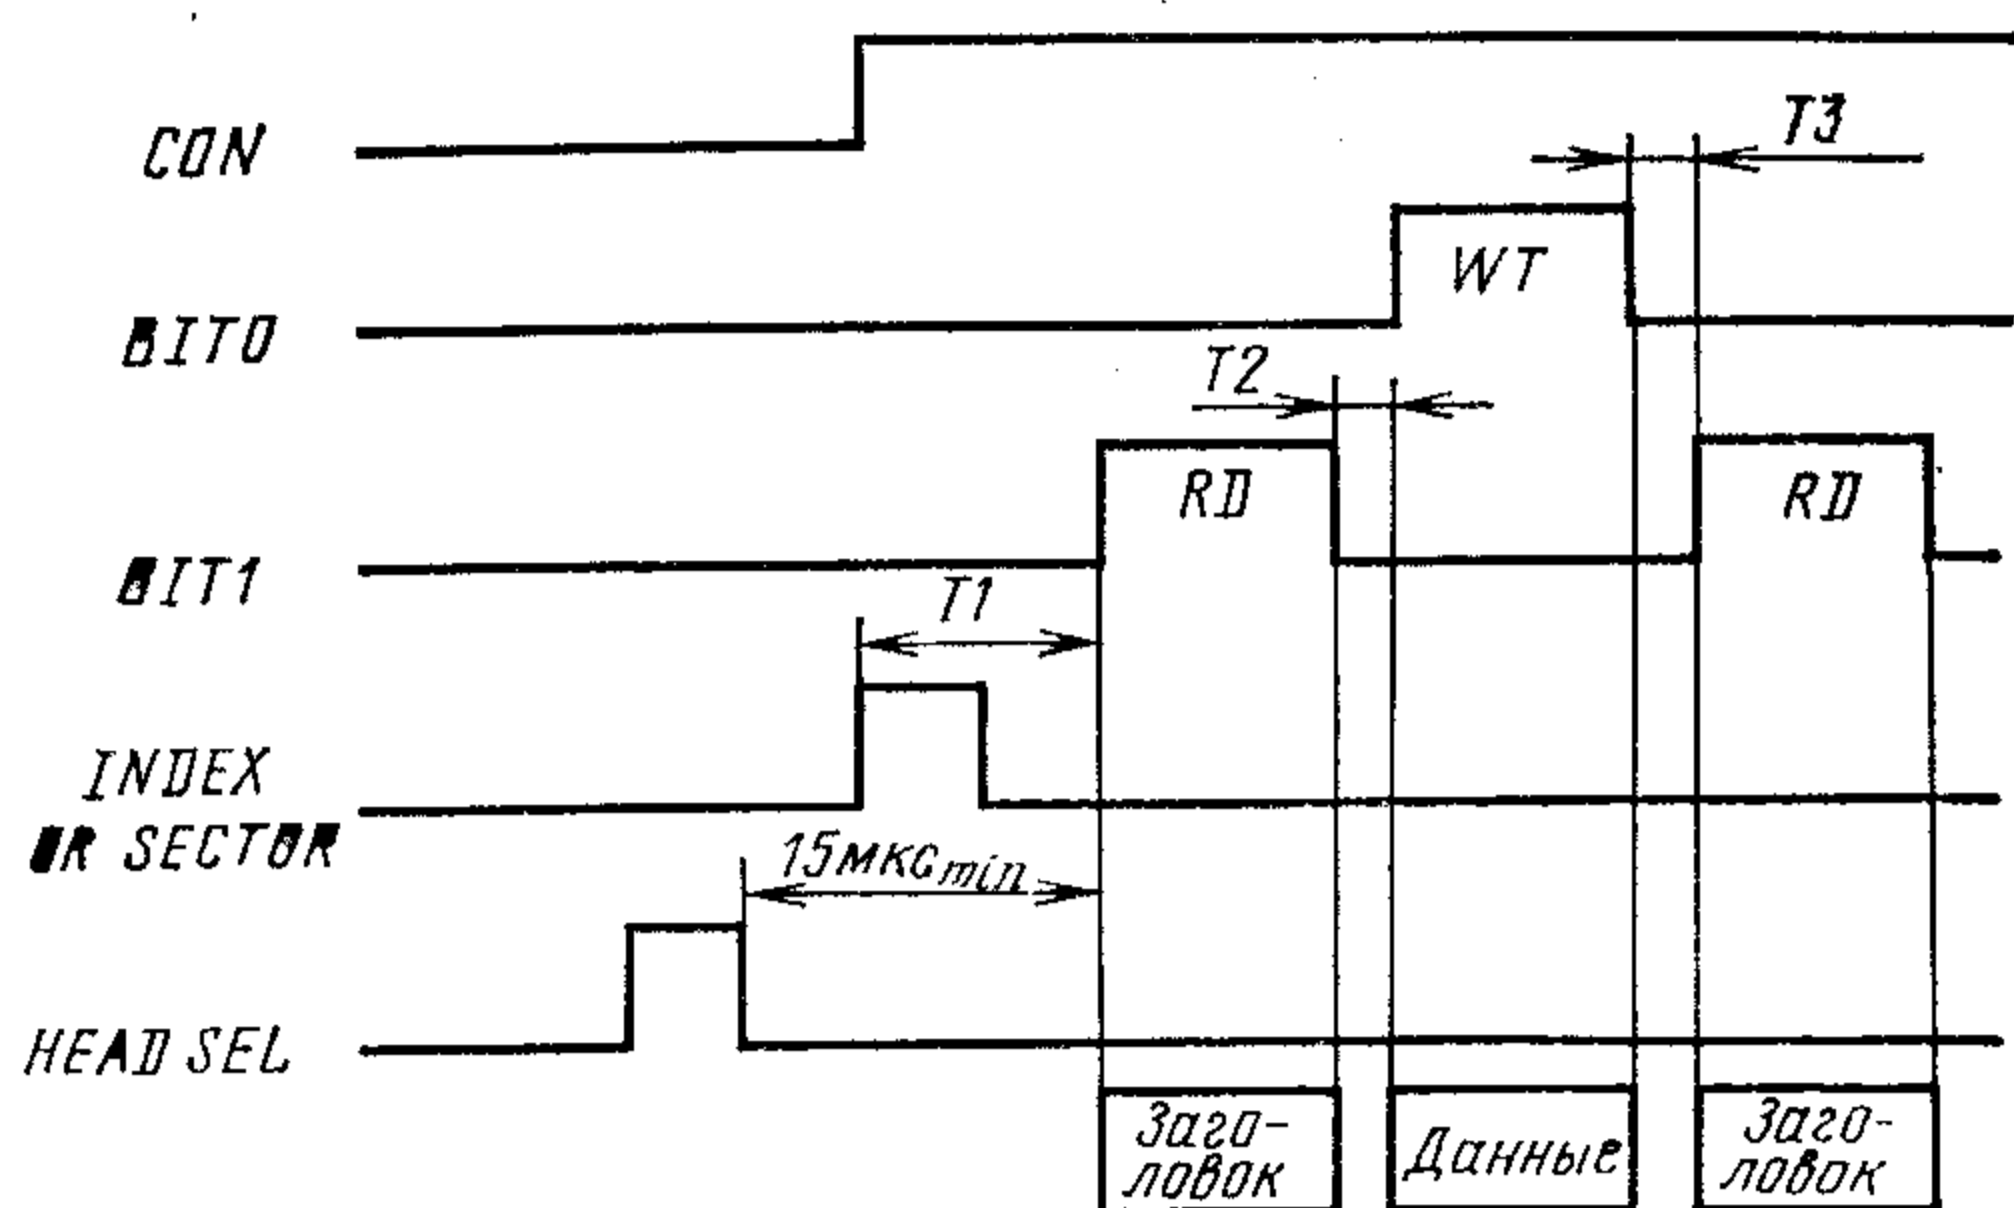 CON
T3
WT
BIT0
T2
RD
RD
BIT1
T1
INDEX
OR SECTOR
15мкс min
HEAD SEL
Заго-
ловок
Данные
Заго-
ловок